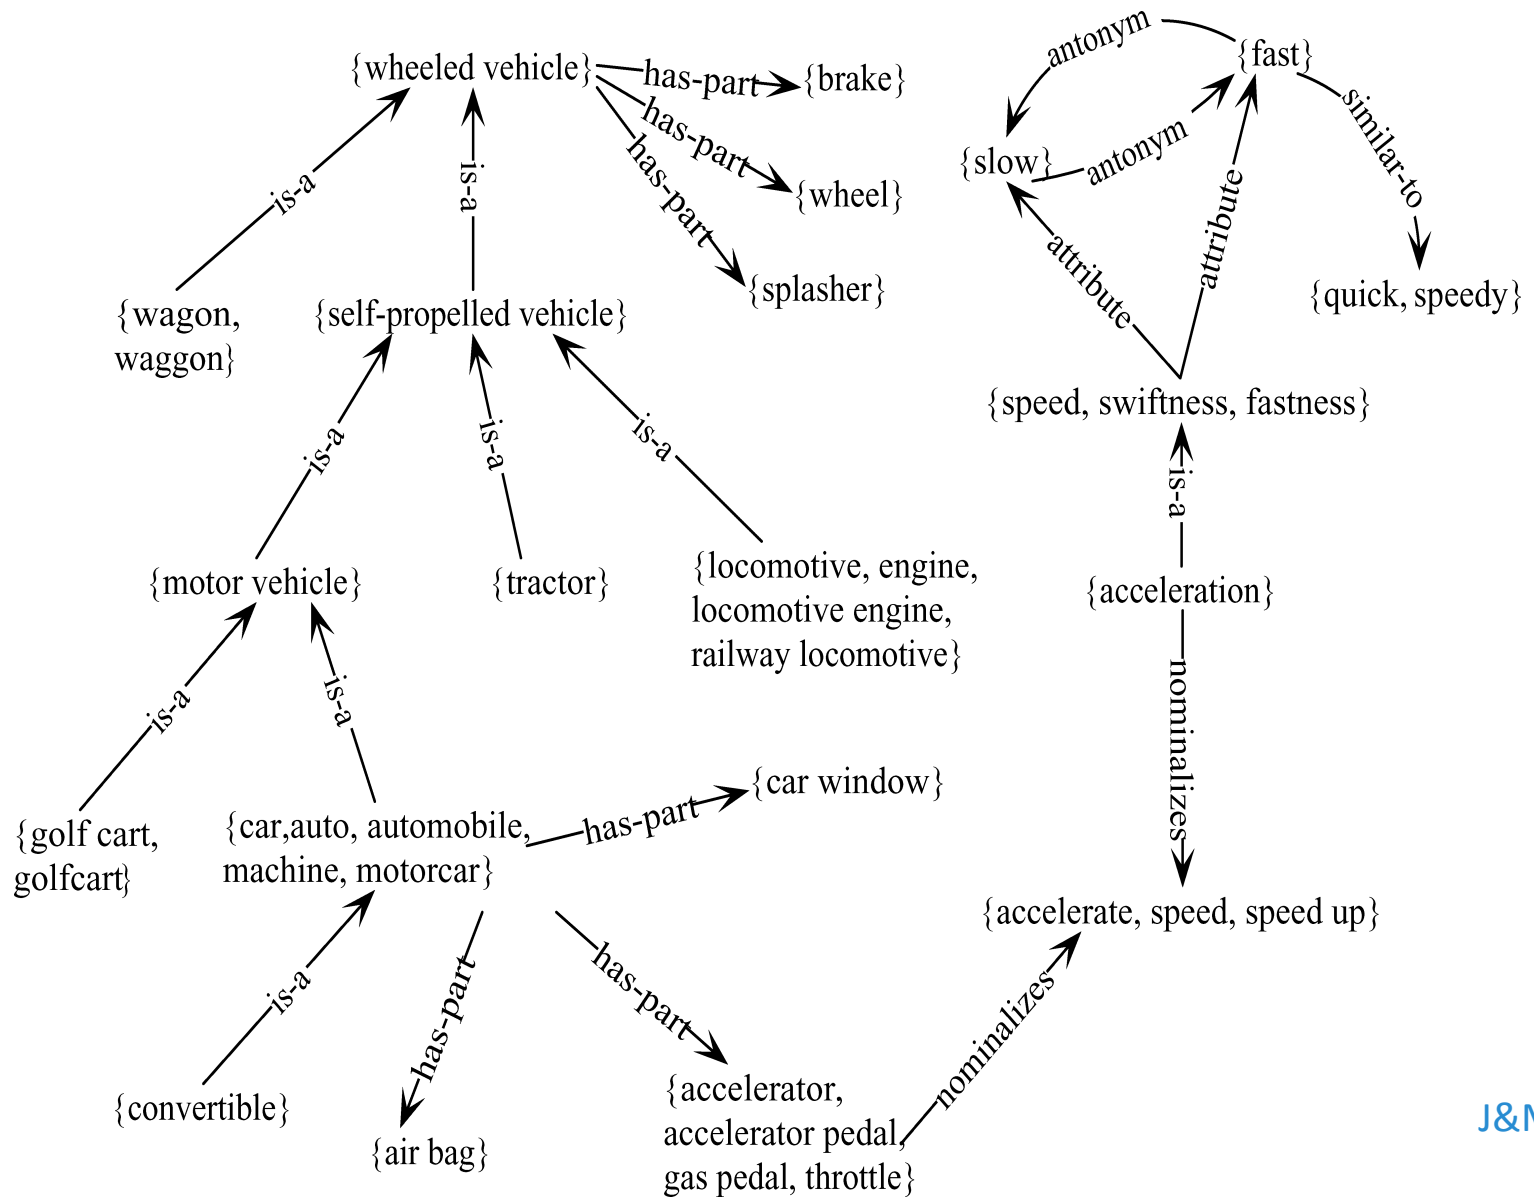 antonym
{fast}
{wheeled vehicle}
has-part
{brake}
has-part
has-part
similar-to
antonym
{slow}
is-a
is-a
{wheel}
attribute
attribute
{splasher}
{quick, speedy}
{wagon,
waggon}
{self-propelled vehicle}
{speed, swiftness, fastness}
is-a
is-a
is-a
is-a
{motor vehicle}
{tractor}
{locomotive, engine,
locomotive engine,
railway locomotive}
{acceleration}
is-a
is-a
nominalizes
{car window}
has-part
{golf cart,
golfcart}
{car,auto, automobile,
machine, motorcar}
{accelerate, speed, speed up}
is-a
has-part
has-part
nominalizes
{convertible}
{air bag}
{accelerator,
accelerator pedal,
gas pedal, throttle}
J&M